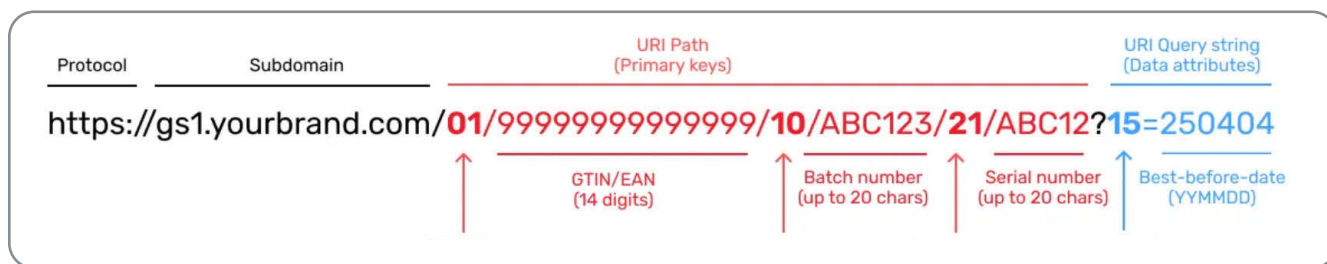 URI Path
(Primary keys)
URI Query string
(Data attributes)
Protocol
Subdomain
https://gs1.yourbrand.com/01/99999999999999/10/ABC123/21/ABC12?15=250404
GTIN/EAN
(14 digits)
Batch number
(up to 20 chars)
Serial number
(up to 20 chars)
Best-before-date
(YYMMDD)